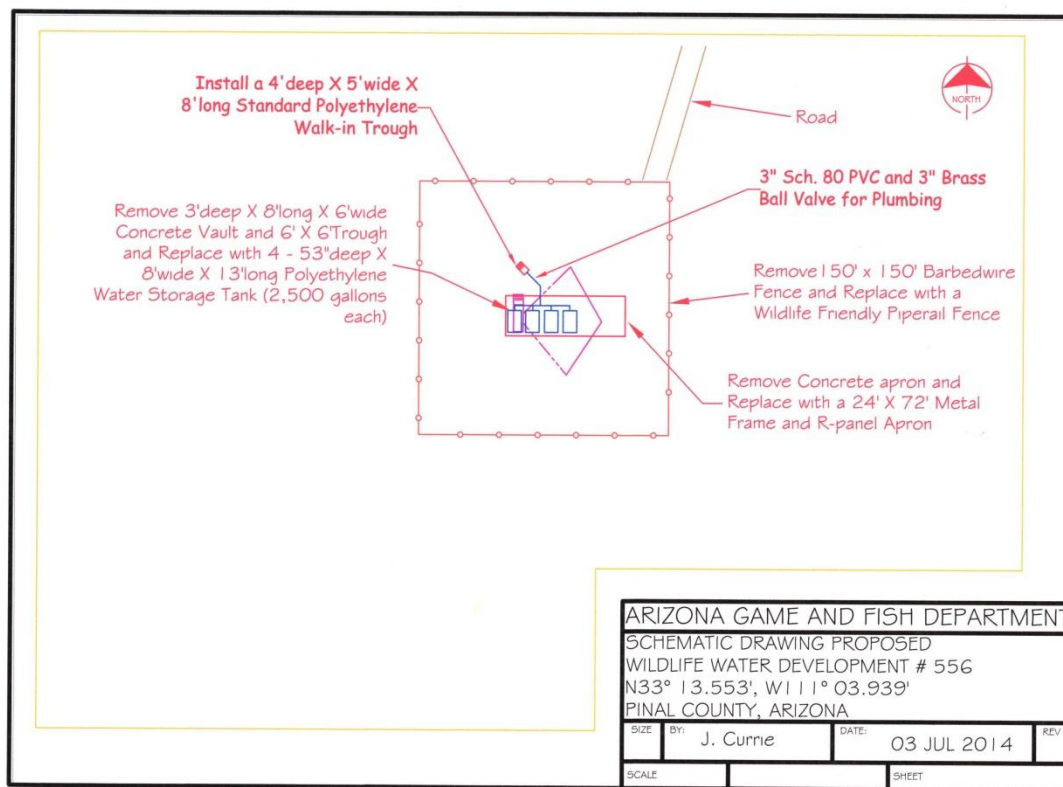 Install a 4'deep X 5'wide X
8'long Standard Polyethylene
Walk-in Trough
NORTH
Road
3" Sch. 80 PVC and 3" Brass
Ball Valve for Plumbing
Remove 3'deep X 8'long X 6'wide
Concrete Vault and 6' X 6'Trough
and Replace with 4 - 53"deep X
8'wide X 13'long Polyethylene
Water Storage Tank (2,500 gallons
each)
Remove 150' x 150' Barbedwire
Fence and Replace with a
Wildlife Friendly Piperail Fence
Remove Concrete apron and
Replace with a 24' X 72' Metal
Frame and R-panel Apron
ARIZONA GAME AND FISH DEPARTMENT
SCHEMATIC DRAWING PROPOSED
WILDLIFE WATER DEVELOPMENT # 556
N33° 13.553', W111° 03.939'
PINAL COUNTY, ARIZONA
SIZE BY: J. Currie DATE: 03 JUL 2014 REV
SCALE SHEET